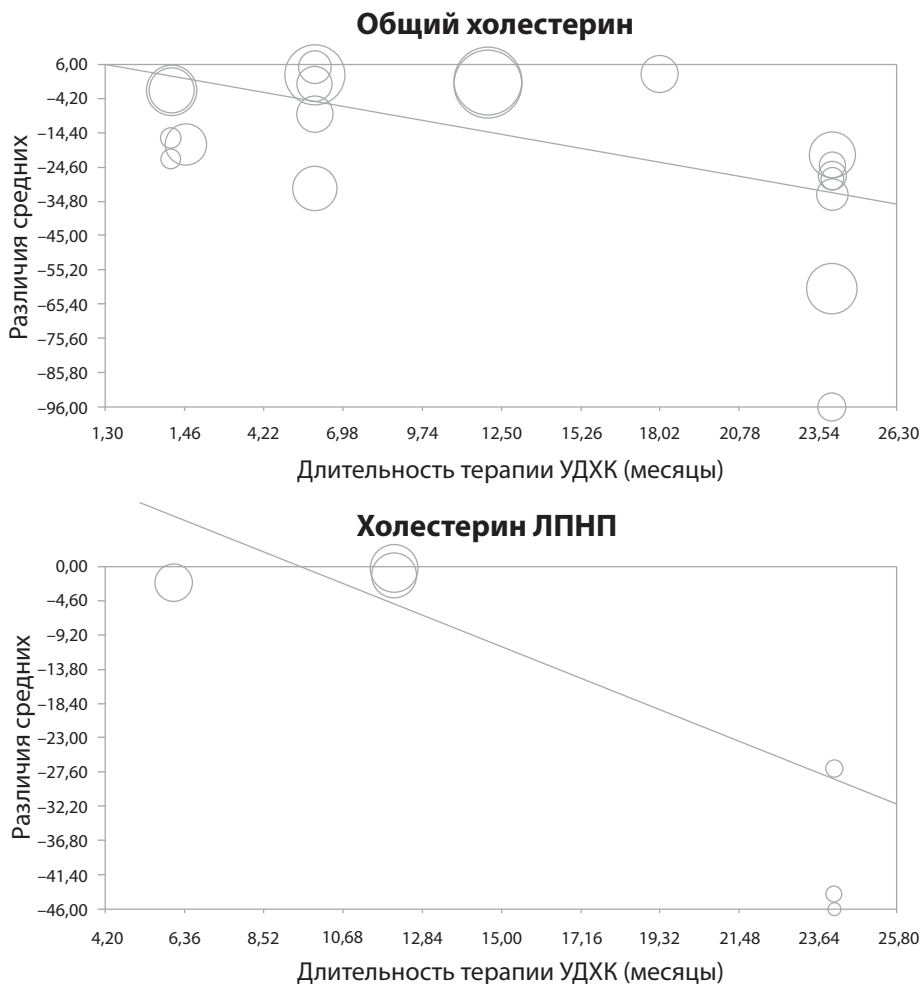 Общий холестерин
Различия средних
6,00
–4,20
–14,40
–24,60
–34,80
–45,00
–55,20
–65,40
–75,60
–85,80
–96,00
1,30 1,46 4,22 6,98 9,74 12,50 15,26 18,02 20,78 23,54 26,30
Длительность терапии УДХК (месяцы)
Холестерин ЛПНП
Различия средних
0,00
–4,60
–9,20
–13,80
–18,40
–23,00
–27,60
–32,20
–36,80
–41,40
–46,00
4,20 6,36 8,52 10,68 12,84 15,00 17,16 19,32 21,48 23,64 25,80
Длительность терапии УДХК (месяцы)